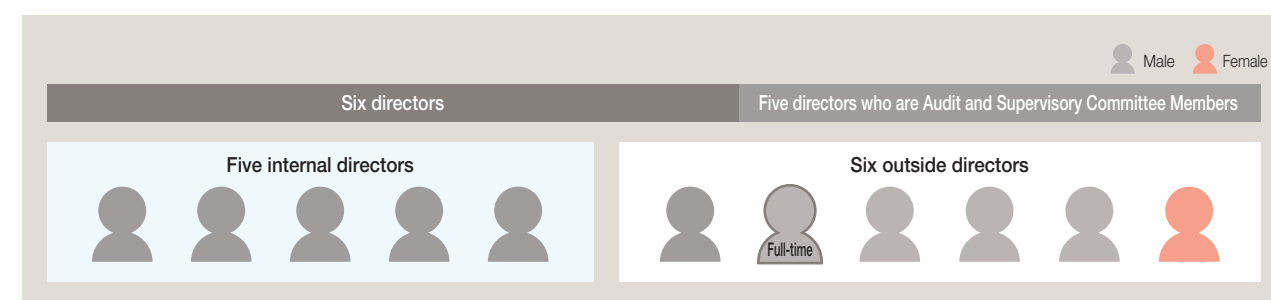 Male Female
Six directors
Five directors who are Audit and Supervisory Committee Members
Five internal directors
Six outside directors
Full-time